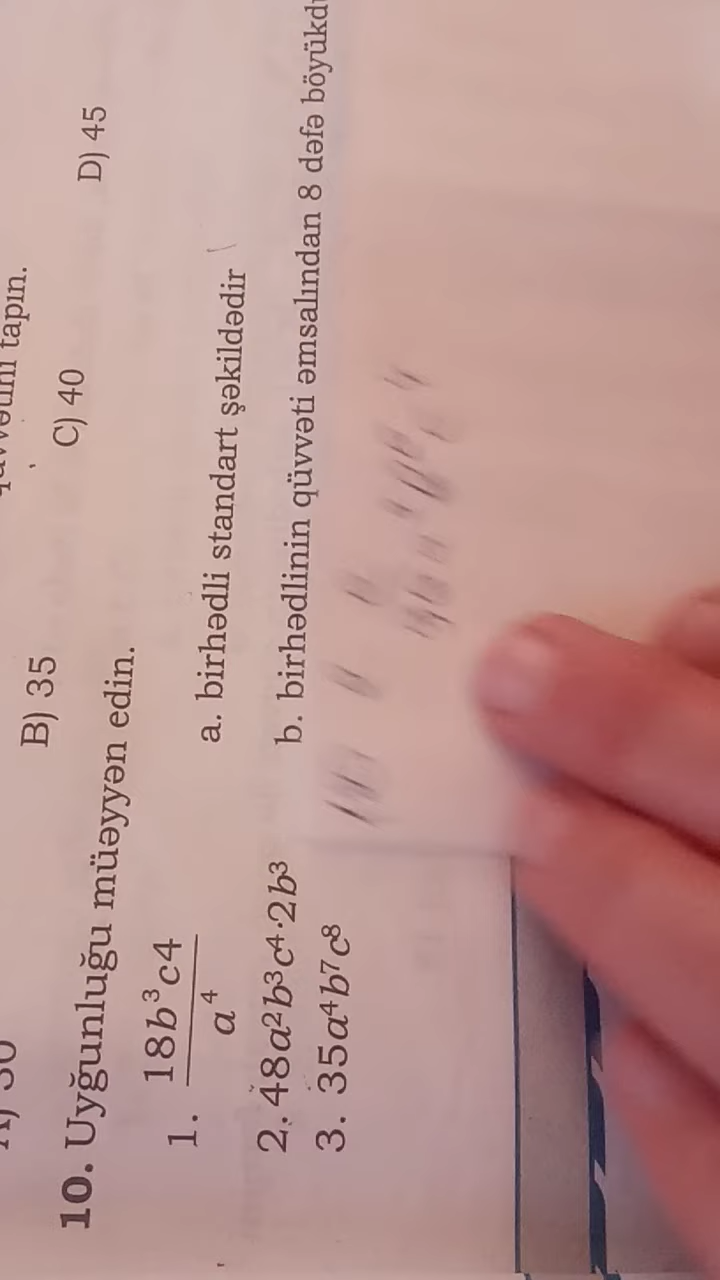 tapın.
B) 35 C) 40 D) 45
10. Uyğunluğu müəyyən edin.
1. 18b³c4 / a⁴
a. birhədli standart şəkildədir
2. 48a²b³c⁴·2b³
b. birhədlinin qüvvəti əmsalından 8 dəfə
3. 35a⁴b⁷c⁸